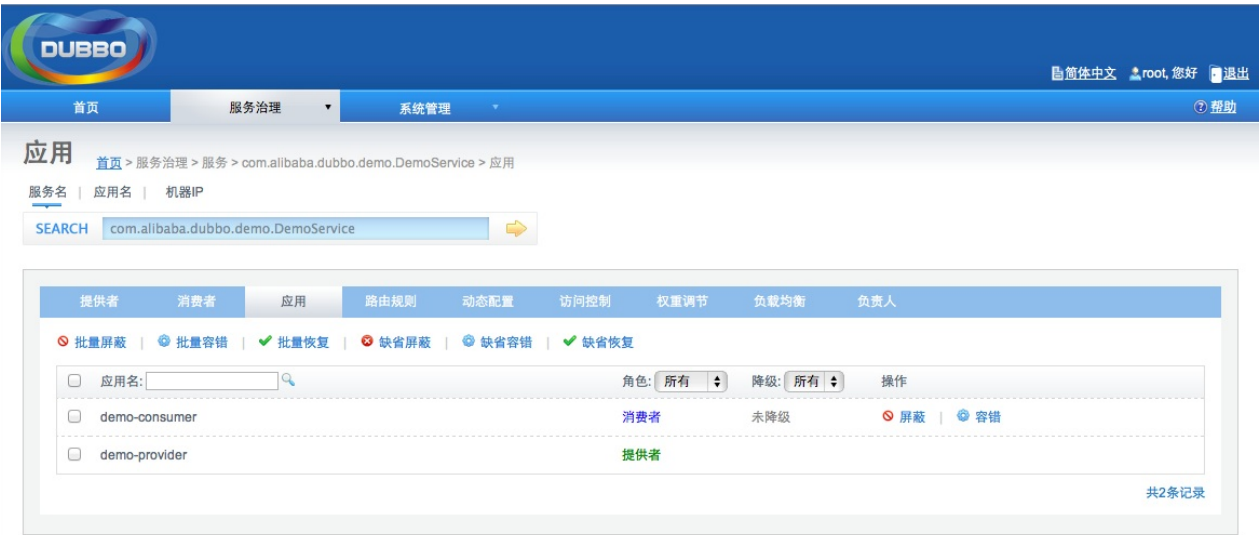 DUBBO
简体中文 root, 您好 退出
首页 服务治理 系统管理 帮助
应用 首页 > 服务治理 > 服务 > com.alibaba.dubbo.demo.DemoService > 应用
服务名 | 应用名 | 机器IP
SEARCH com.alibaba.dubbo.demo.DemoService
提供者 消费者 应用 路由规则 动态配置 访问控制 权重调节 负载均衡 负责人
批量屏蔽 | 批量容错 | 批量恢复 | 缺省屏蔽 | 缺省容错 | 缺省恢复
应用名: 角色: 所有 降级: 所有 操作
demo-consumer 消费者 未降级 屏蔽 | 容错
demo-provider 提供者
共2条记录